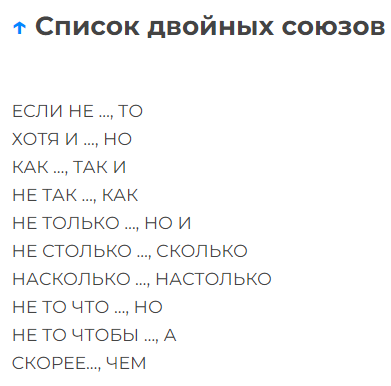 ↑ Список двойных союзов
ЕСЛИ НЕ ..., ТО
ХОТЯ И ..., НО
КАК ..., ТАК И
НЕ ТАК ..., КАК
НЕ ТОЛЬКО ..., НО И
НЕ СТОЛЬКО ..., СКОЛЬКО
НАСКОЛЬКО ..., НАСТОЛЬКО
НЕ ТО ЧТО ..., НО
НЕ ТО ЧТОБЫ ..., А
СКОРЕЕ..., ЧЕМ